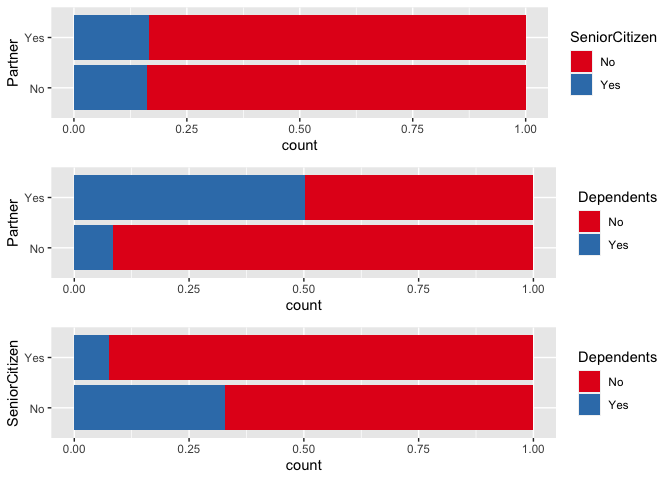 Partner
Yes
No
0.00 0.25 0.50 0.75 1.00
count
SeniorCitizen
No
Yes
Partner
Yes
No
0.00 0.25 0.50 0.75 1.00
count
Dependents
No
Yes
SeniorCitizen
Yes
No
0.00 0.25 0.50 0.75 1.00
count
Dependents
No
Yes